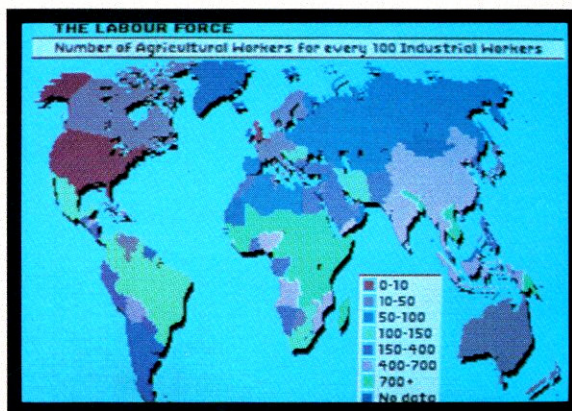 THE LABOUR FORCE
Number of Agricultural Workers for every 100 Industrial Workers
0-10
10-50
50-100
100-150
150-400
400-700
700+
No data